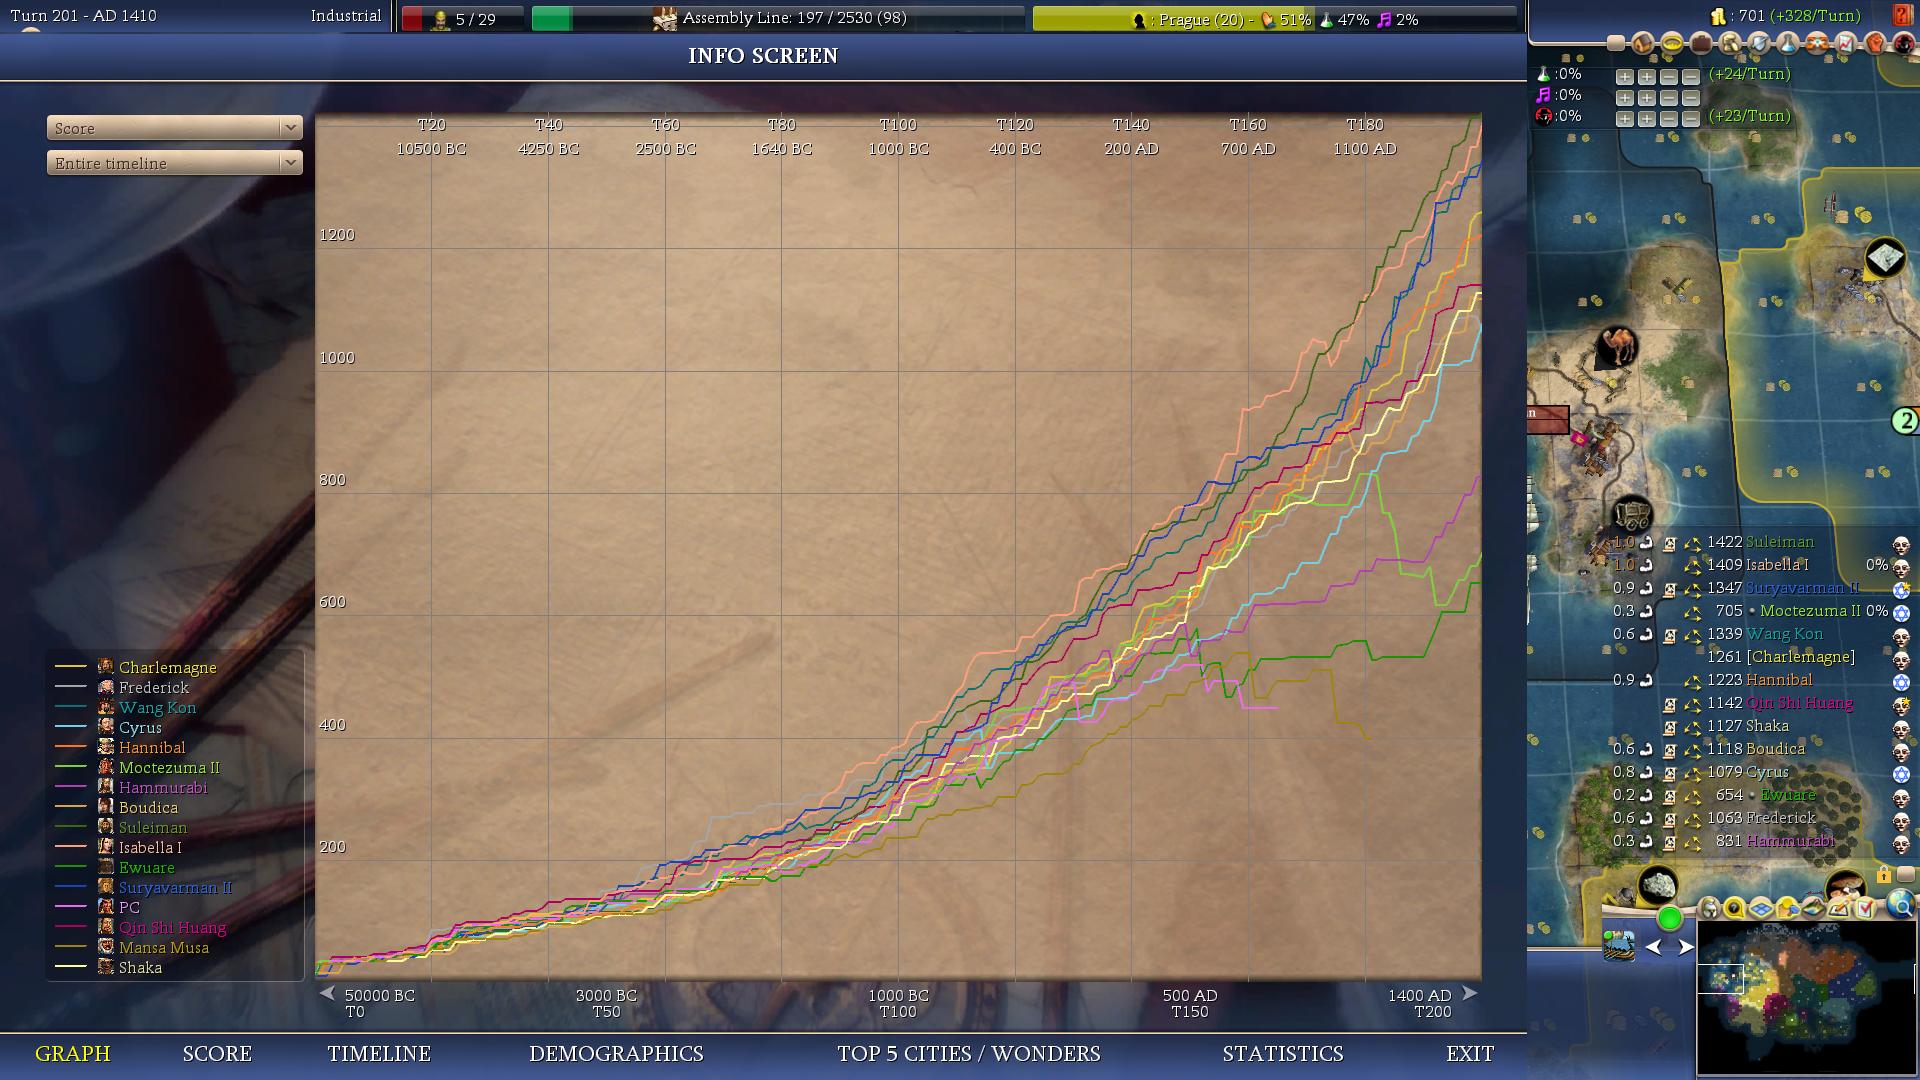 Turn 201 - AD 1410
Industrial
5 / 29
Assembly Line: 197 / 2530 (98)
: Prague (20) - 51% 47% 2%
: 701 (+328/Turn)
INFO SCREEN
:0% (+24/Turn)
:0%
:0% (+23/Turn)
Score
Entire timeline
T20 T40 T60 T80 T100 T120 T140 T160 T180
10500 BC 4250 BC 2500 BC 1640 BC 1000 BC 400 BC 200 AD 700 AD 1100 AD
1200
1000
800
600
400
200
Charlemagne
Frederick
Wang Kon
Cyrus
Hannibal
Moctezuma II
Hammurabi
Boudica
Suleiman
Isabella I
Ewuare
Suryavarman II
PC
Qin Shi Huang
Mansa Musa
Shaka
50000 BC 3000 BC 1000 BC 500 AD 1400 AD
T0 T50 T100 T150 T200
n
2
1.0 1422 Suleiman
1.0 1409 Isabella I 0%
0.9 1347 Suryavarman II
0.3 705 • Moctezuma II 0%
0.6 1339 Wang Kon
1261 [Charlemagne]
0.9 1223 Hannibal
1142 Qin Shi Huang
1127 Shaka
0.6 1118 Boudica
0.8 1079 Cyrus
0.2 654 • Ewuare
0.6 1063 Frederick
0.3 831 Hammurabi
GRAPH SCORE TIMELINE DEMOGRAPHICS TOP 5 CITIES / WONDERS STATISTICS EXIT